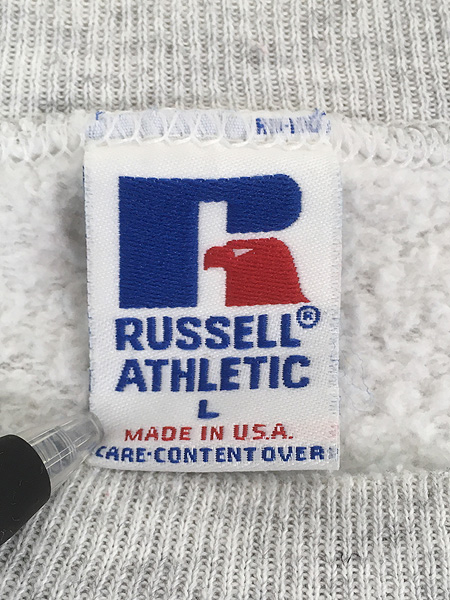 RUSSELL®
ATHLETIC
L
MADE IN U.S.A.
CARE·CONTENT OVER